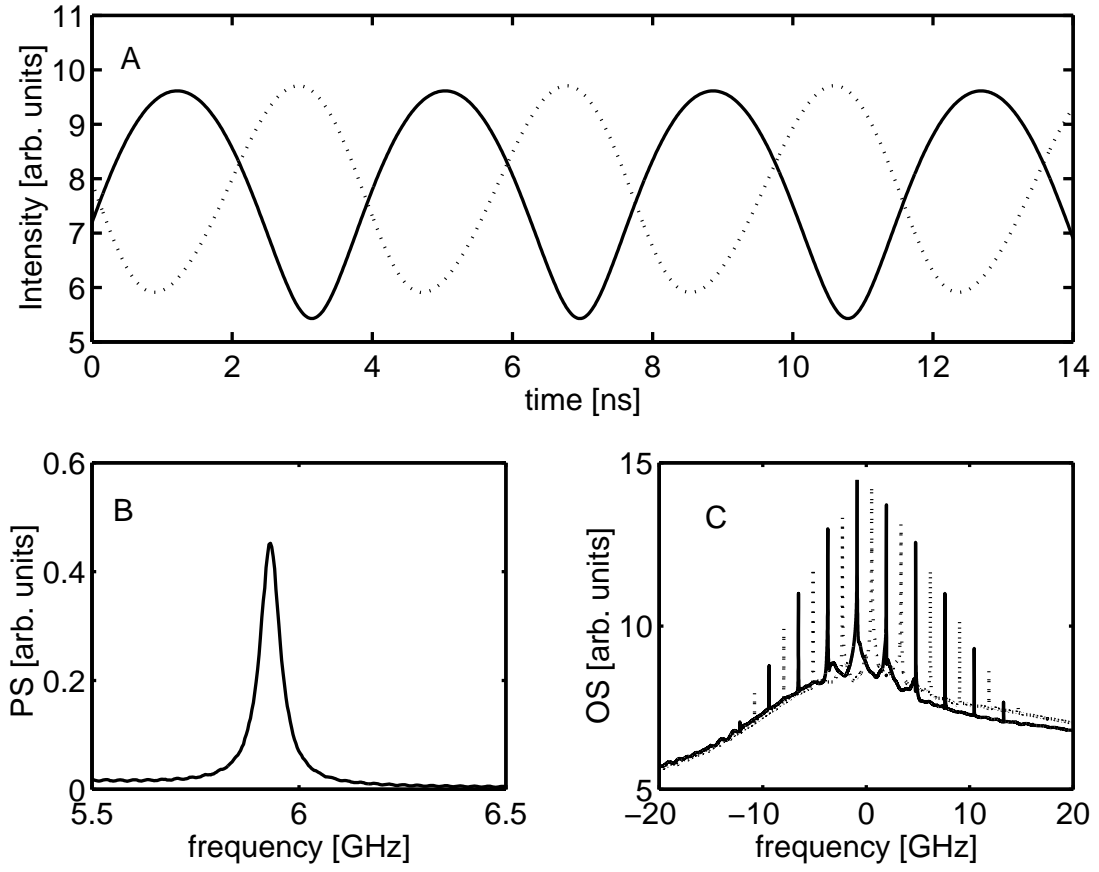 11
10
9
8
7
6
5
Intensity [arb. units]
A
0 2 4 6 8 10 12 14
time [ns]
0.6
0.4
0.2
0
PS [arb. units]
B
5.5 6 6.5
frequency [GHz]
15
10
5
OS [arb. units]
C
−20 −10 0 10 20
frequency [GHz]